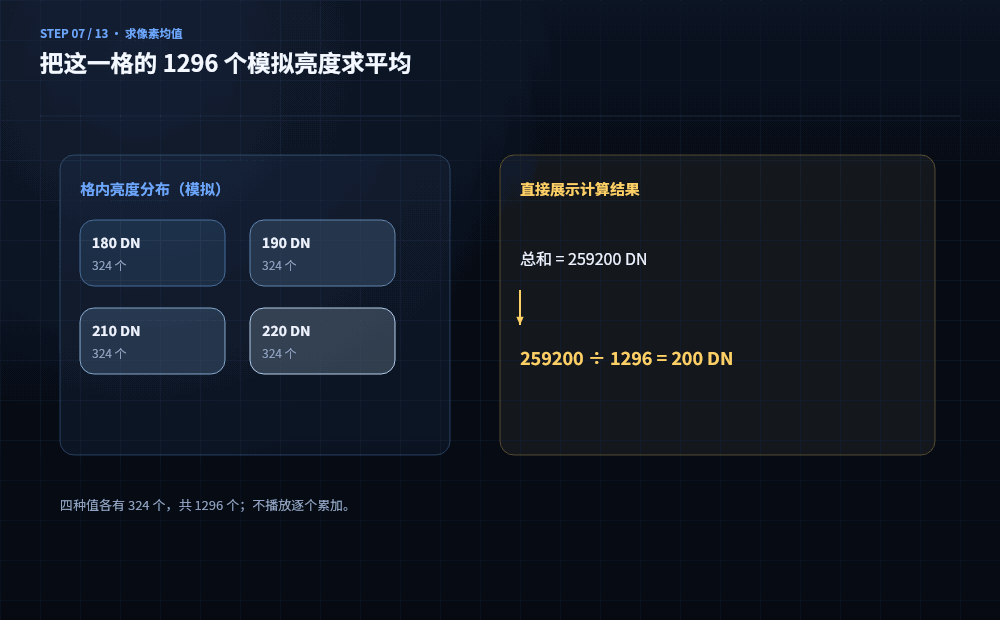 STEP 07 / 13 · 求像素均值
把这一格的 1296 个模拟亮度求平均
格内亮度分布（模拟）
180 DN
324 个
190 DN
324 个
210 DN
324 个
220 DN
324 个
直接展示计算结果
总和 = 259200 DN
259200 ÷ 1296 = 200 DN
四种值各有 324 个，共 1296 个；不播放逐个累加。